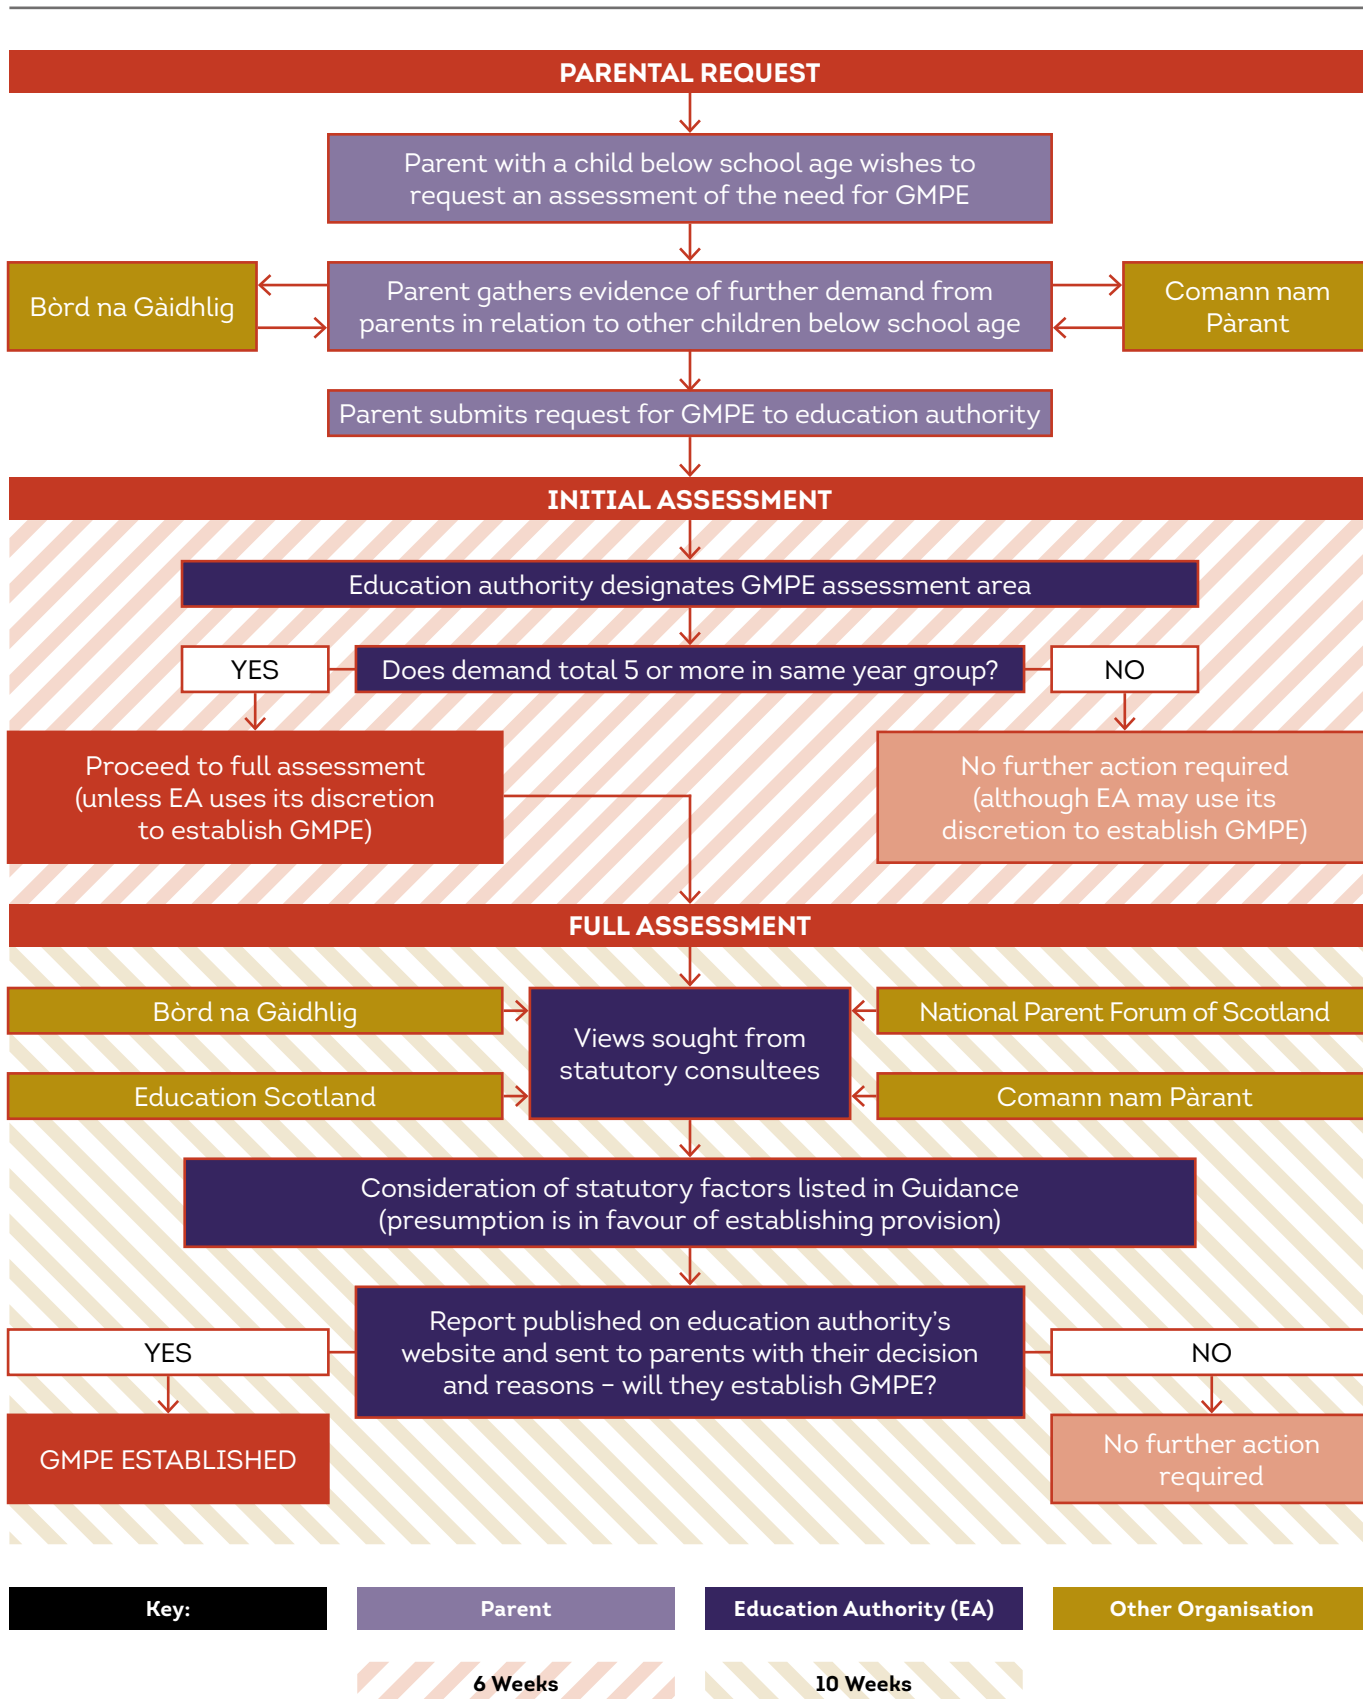 PARENTAL REQUEST
Parent with a child below school age wishes to
request an assessment of the need for GMPE
Bòrd na Gàidhlig
Parent gathers evidence of further demand from
parents in relation to other children below school age
Comann nam
Pàrant
Parent submits request for GMPE to education authority
INITIAL ASSESSMENT
Education authority designates GMPE assessment area
YES
Does demand total 5 or more in same year group?
NO
Proceed to full assessment
(unless EA uses its discretion
to establish GMPE)
No further action required
(although EA may use its
discretion to establish GMPE)
FULL ASSESSMENT
Bòrd na Gàidhlig
Education Scotland
Views sought from
statutory consultees
National Parent Forum of Scotland
Comann nam Pàrant
Consideration of statutory factors listed in Guidance
(presumption is in favour of establishing provision)
YES
Report published on education authority’s
website and sent to parents with their decision
and reasons – will they establish GMPE?
NO
GMPE ESTABLISHED
No further action
required
Key:
Parent
Education Authority (EA)
Other Organisation
6 Weeks
10 Weeks